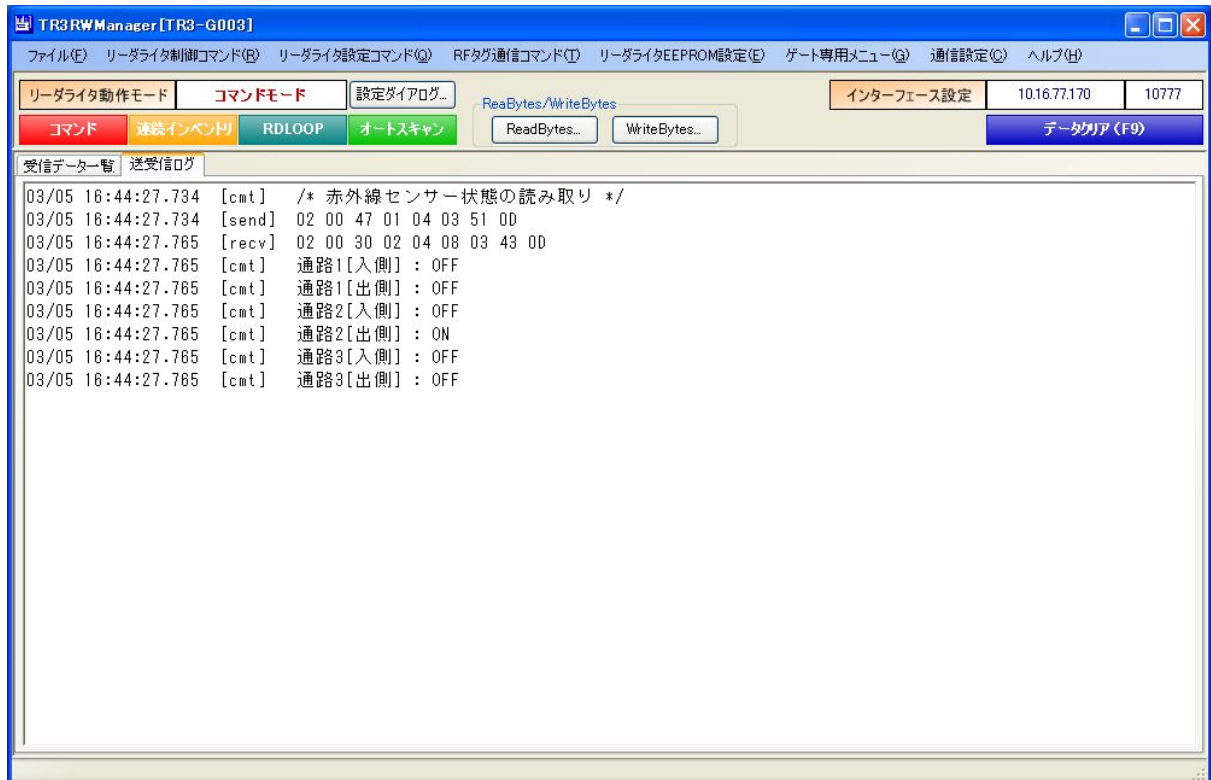 TR3RWManager[TR3-G003]
ファイル(F) リーダライタ制御コマンド(R) リーダライタ設定コマンド(Q) RFタグ通信コマンド(T) リーダライタEEPROM設定(E) ゲート専用メニュー(G) 通信設定(C) ヘルプ(H)
リーダライタ動作モード コマンドモード 設定ダイアログ... ReaBytes/WriteBytes インターフェース設定 10.16.77.170 10777
コマンド 連続インベントリ RDLOOP オートスキャン ReadBytes... WriteBytes... データクリア (F9)
受信データ一覧 送受信ログ
03/05 16:44:27.734 [cmt] /* 赤外線センサー状態の読み取り */
03/05 16:44:27.734 [send] 02 00 47 01 04 03 51 0D
03/05 16:44:27.765 [recv] 02 00 30 02 04 08 03 43 0D
03/05 16:44:27.765 [cmt] 通路1[入側] : OFF
03/05 16:44:27.765 [cmt] 通路1[出側] : OFF
03/05 16:44:27.765 [cmt] 通路2[入側] : OFF
03/05 16:44:27.765 [cmt] 通路2[出側] : ON
03/05 16:44:27.765 [cmt] 通路3[入側] : OFF
03/05 16:44:27.765 [cmt] 通路3[出側] : OFF